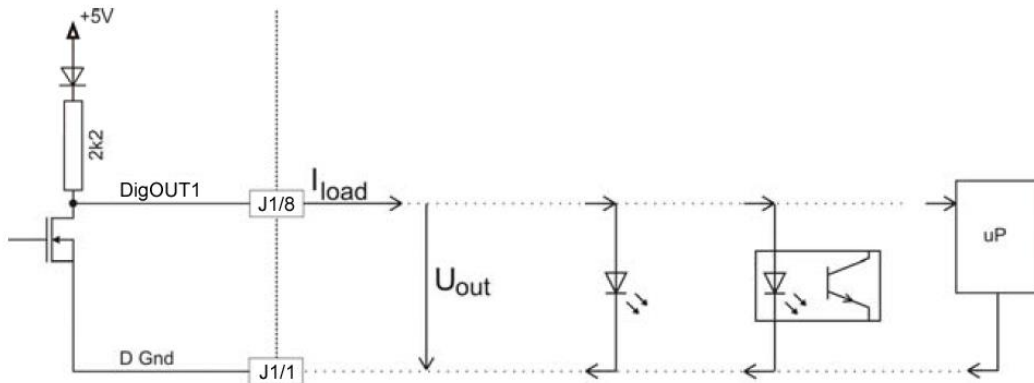 +5V
2k2
DigOUT1
J1/8
Iload
uP
Uout
D Gnd
J1/1